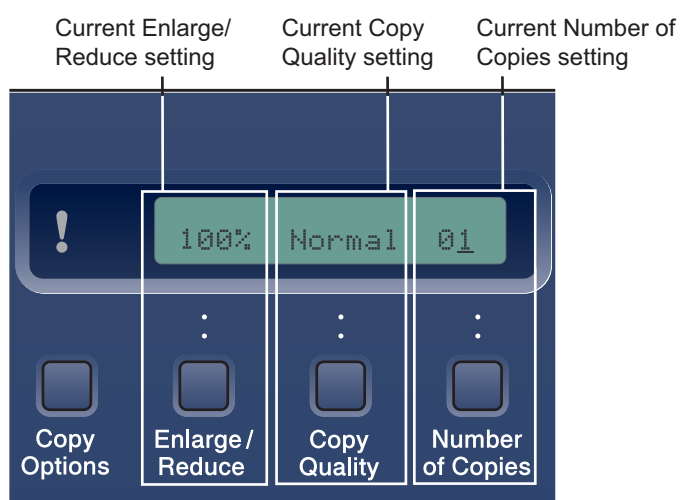 Current Enlarge/
Reduce setting
Current Copy
Quality setting
Current Number of
Copies setting
!
100% Normal 01
Copy
Options
Enlarge/
Reduce
Copy
Quality
Number
of Copies